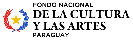 FONDO NACIONAL
DE LA CULTURA
Y LAS ARTES
PARAGUAY